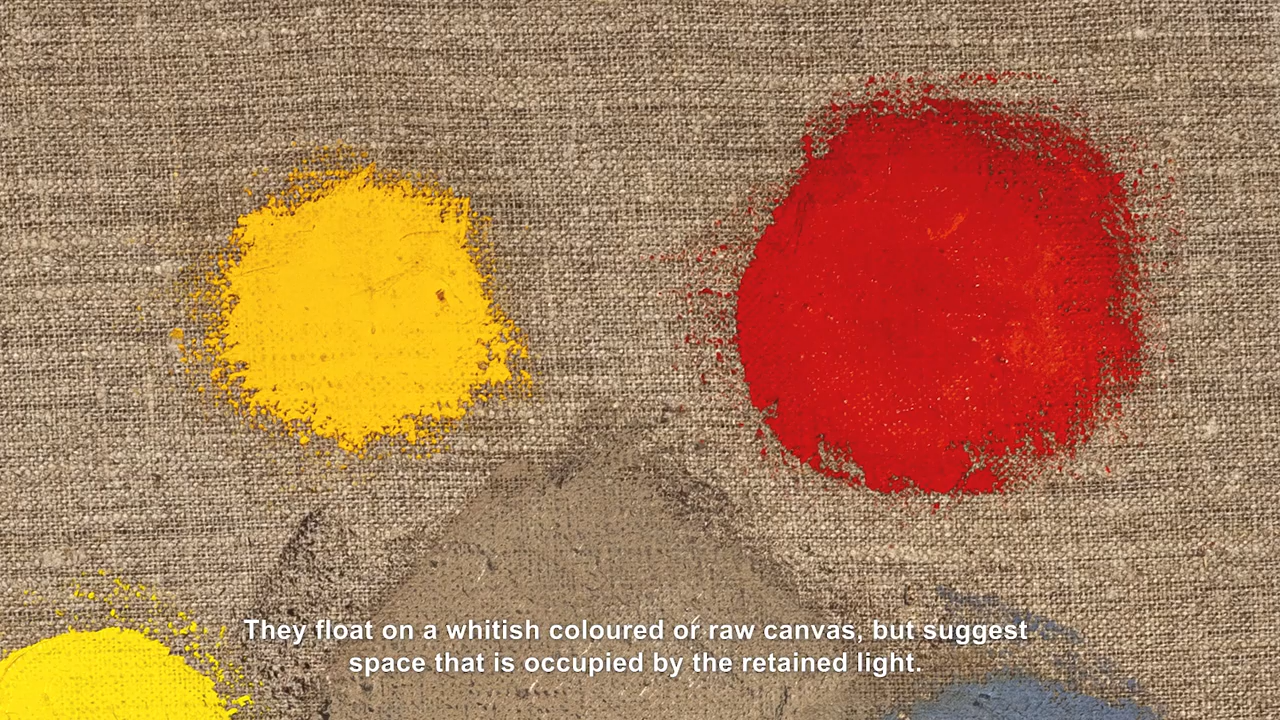 They float on a whitish coloured or raw canvas, but suggest
space that is occupied by the retained light.